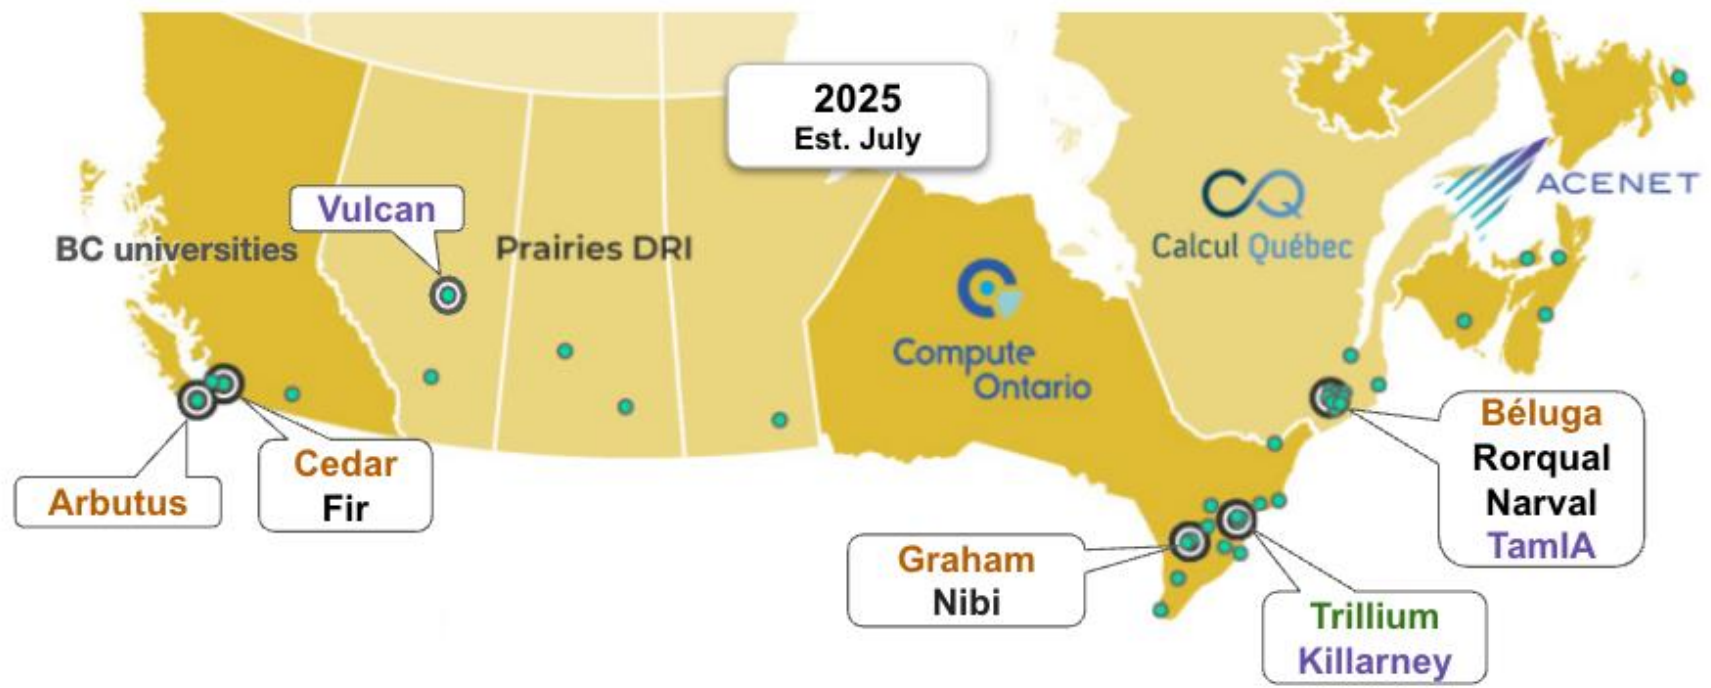 2025
Est. July
Vulcan
BC universities
Prairies DRI
Calcul Québec
ACENET
Compute
Ontario
Arbutus
Cedar
Fir
Graham
Nibi
Béluga
Rorqual
Narval
TamIA
Trillium
Killarney